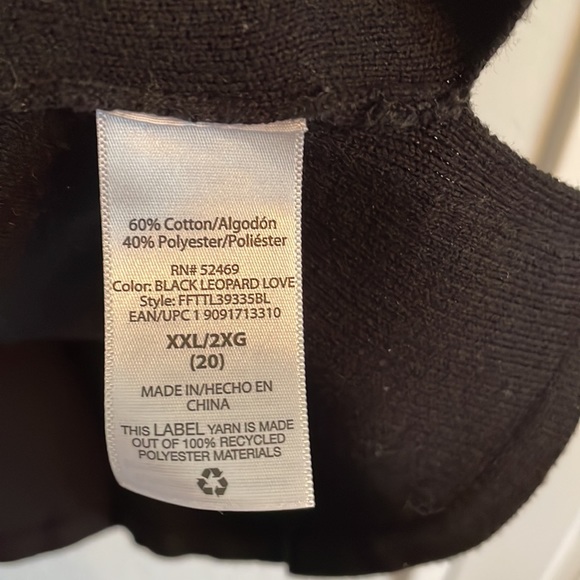 60% Cotton/Algodón
40% Polyester/Poliéster
RN# 52469
Color: BLACK LEOPARD LOVE
Style: FFTTL39335BL
EAN/UPC 1 9091713310
XXL/2XG
(20)
MADE IN/HECHO EN
CHINA
THIS LABEL YARN IS MADE
OUT OF 100% RECYCLED
POLYESTER MATERIALS